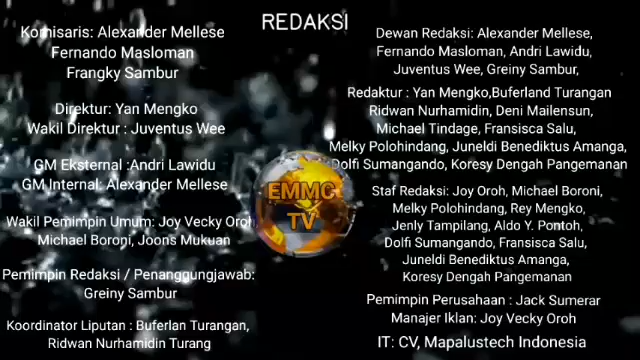 REDAKSI
Komisaris: Alexander Mellese
Fernando Masloman
Frangky Sambur
Direktur: Yan Mengko
Wakil Direktur : Juventus Wee
GM Eksternal :Andri Lawidu
GM Internal: Alexander Mellese
Wakil Pemimpin Umum: Joy Vecky Oroh
Michael Boroni, Joons Mukuan
Pemimpin Redaksi / Penanggungjawab:
Greiny Sambur
Koordinator Liputan : Buferlan Turangan,
Ridwan Nurhamidin Turang
EMMC
TV
Dewan Redaksi: Alexander Mellese,
Fernando Masloman, Andri Lawidu,
Juventus Wee, Greiny Sambur,
Redaktur : Yan Mengko,Buferland Turangan
Ridwan Nurhamidin, Deni Mailensun,
Michael Tindage, Fransisca Salu,
Melky Polohindang, Juneldi Benediktus Amanga,
Dolfi Sumangando, Koresy Dengah Pangemanan
Staf Redaksi: Joy Oroh, Michael Boroni,
Melky Polohindang, Rey Mengko,
Jenly Tampilang, Aldo Y. Pontoh,
Dolfi Sumangando, Fransisca Salu,
Juneldi Benediktus Amanga,
Koresy Dengah Pangemanan
Pemimpin Perusahaan : Jack Sumerar
Manajer Iklan: Joy Vecky Oroh
IT: CV, Mapalustech Indonesia